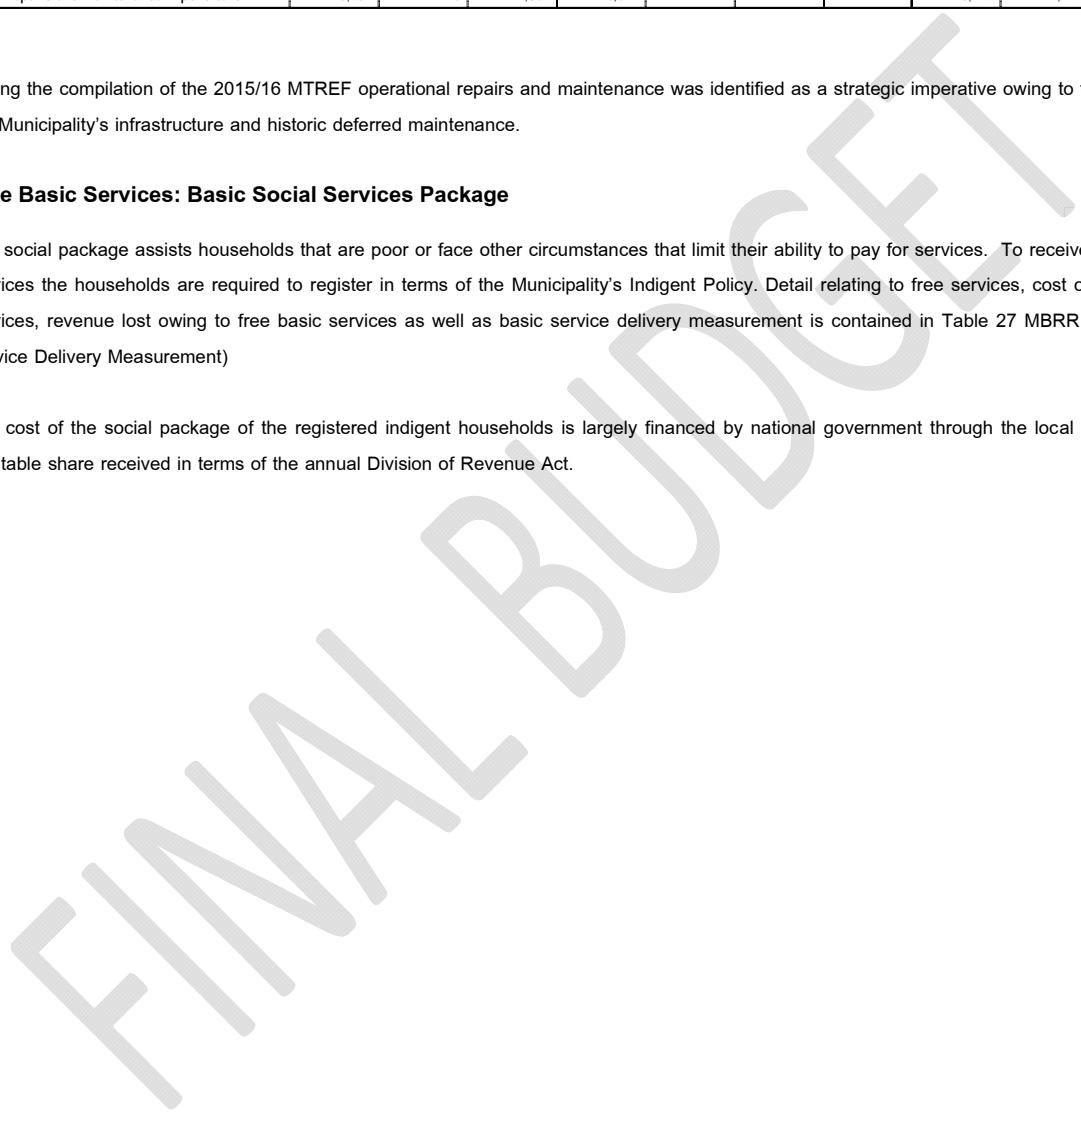 ng the compilation of the 2015/16 MTREF operational repairs and maintenance was identified as a strategic imperative owing to
Municipality's infrastructure and historic deferred maintenance.
e Basic Services: Basic Social Services Package
social package assists households that are poor or face other circumstances that limit their ability to pay for services. To receive
ices the households are required to register in terms of the Municipality's Indigent Policy. Detail relating to free services, cost o
ices, revenue lost owing to free basic services as well as basic service delivery measurement is contained in Table 27 MBRR
vice Delivery Measurement)
cost of the social package of the registered indigent households is largely financed by national government through the local
table share received in terms of the annual Division of Revenue Act.
FINAL BUDGET